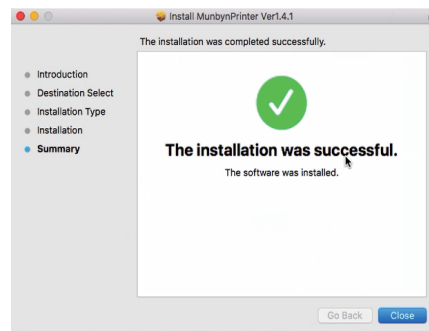 Install MunbynPrinter Ver1.4.1
The installation was completed successfully.
Introduction
Destination Select
Installation Type
Installation
Summary
The installation was successful.
The software was installed.
Go Back
Close